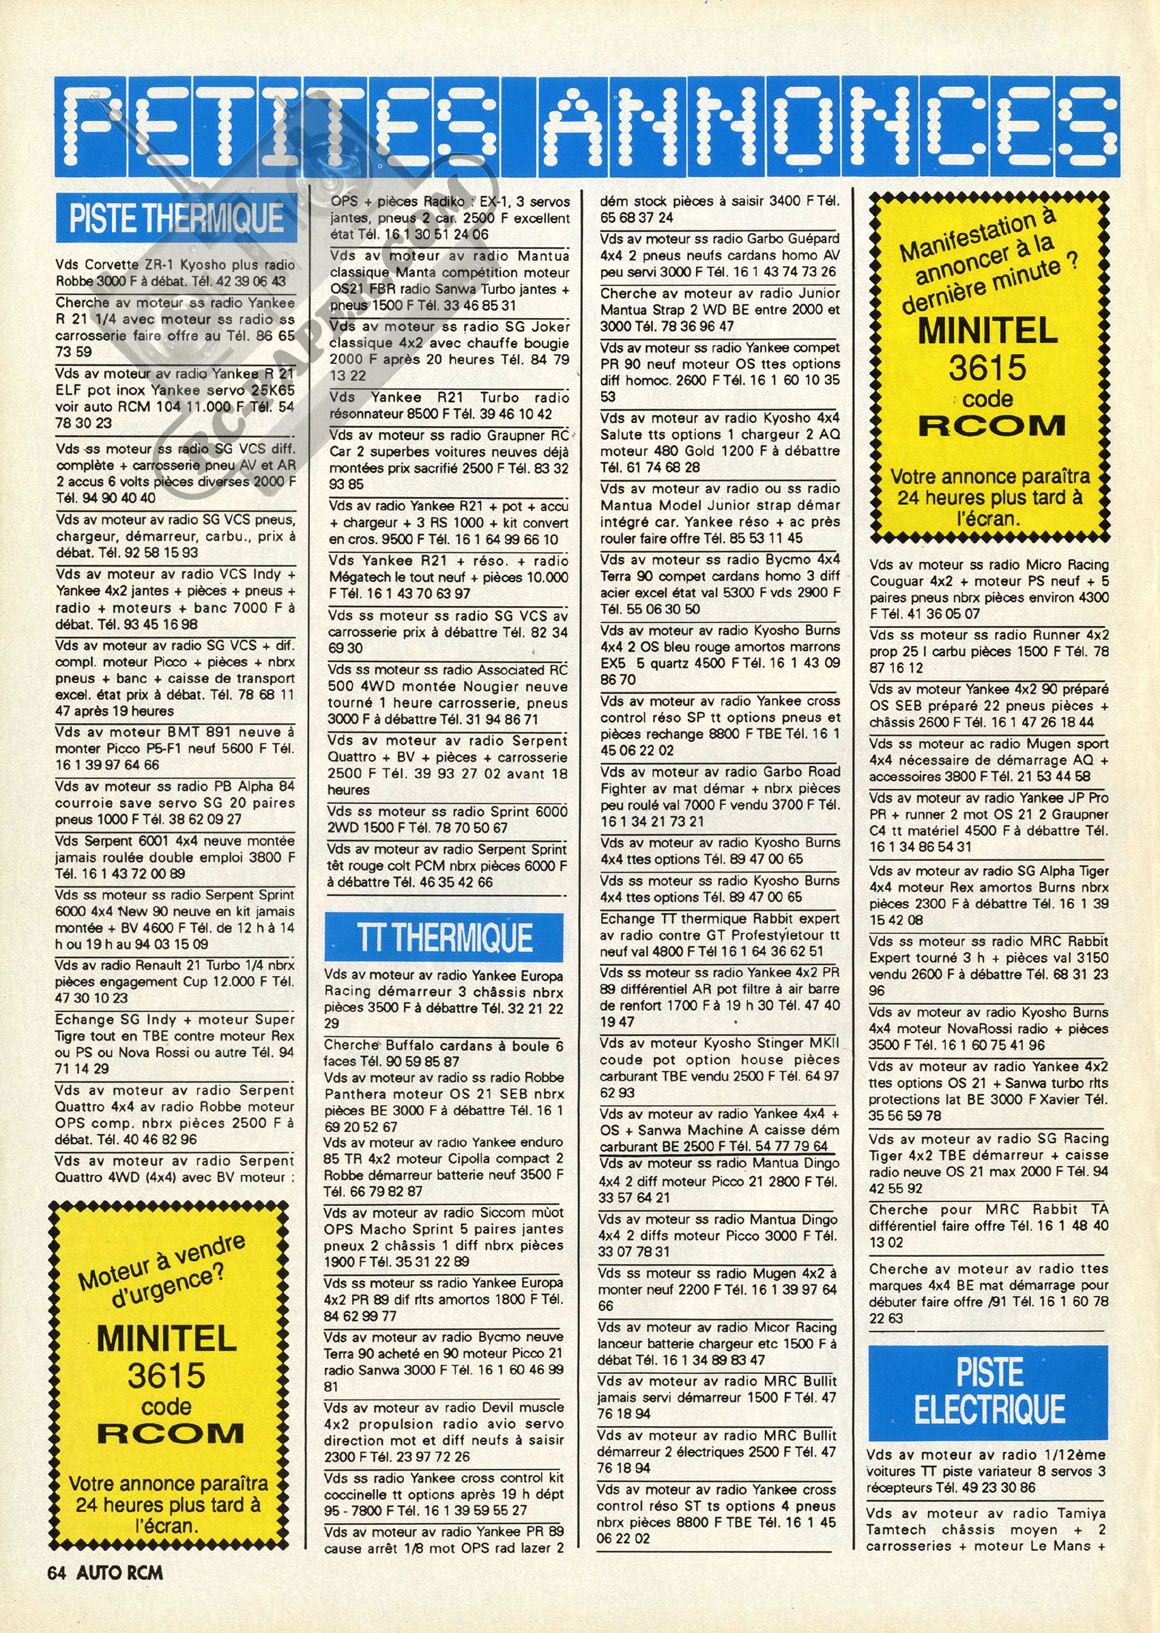 PETITES ANNONCES
PISTE THERMIQUE
Vds Corvette ZR-1 Kyosho plus radio
Robbe 3000 F à débat. Tél. 42 39 06 43
Cherche av moteur ss radio Yankee
R 21 1/4 avec moteur ss radio ss
carrosserie faire offre au Tél. 86 65
73 59
Vds av moteur av radio Yankee R 21
ELF pot inox Yankee servo 25K65
voir auto RCM 104 11.000 F Tél. 54
78 30 23
Vds ss moteur ss radio SG VCS diff.
complète + carrosserie pneu AV et AR
2 accus 6 volts pièces diverses 2000 F
Tél. 94 90 40 40
Vds av moteur av radio SG VCS pneus,
chargeur, démarreur, carbu., prix à
débat. Tél. 92 58 15 93
Vds av moteur av radio VCS Indy +
Yankee 4x2 jantes + pièces + pneus +
radio + moteurs + banc 7000 F à
débat. Tél. 93 45 16 98
Vds av moteur av radio SG VCS + dif.
compl. moteur Picco + pièces + nbrx
pneus + banc + caisse de transport
excel. état prix à débat. Tél. 78 68 11
47 après 19 heures
Vds av moteur BMT 891 neuve à
monter Picco P5-F1 neuf 5600 F Tél.
16 1 39 97 64 66
Vds av moteur ss radio PB Alpha 84
courroie save servo SG 20 paires
pneus 1000 F Tél. 38 62 09 27
Vds Serpent 6001 4x4 neuve montée
jamais roulée double emploi 3800 F
Tél. 16 1 43 72 00 89
Vds ss moteur ss radio Serpent Sprint
6000 4x4 New 90 neuve en kit jamais
montée + BV 4600 F Tél. de 12 h à 14
h ou 19 h au 94 03 15 09
Vds av radio Renault 21 Turbo 1/4 nbrx
pièces engagement Cup 12.000 F Tél.
47 30 10 23
Echange SG Indy + moteur Super
Tigre tout en TBE contre moteur Rex
ou PS ou Nova Rossi ou autre Tél. 94
71 14 29
Vds av moteur av radio Serpent
Quattro 4x4 av radio Robbe moteur
OPS comp. nbrx pièces 2500 F à
débat. Tél. 40 46 82 96
Vds av moteur av radio Serpent
Quattro 4WD (4x4) avec BV moteur :
Moteur à vendre
d'urgence?
MINITEL
3615
code
RCOM
Votre annonce paraîtra
24 heures plus tard à
l'écran.
64 AUTO RCM
OPS + pièces Radiko : EX-1, 3 servos
jantes, pneus 2 car. 2500 F excellent
état Tél. 16 1 30 51 24 06
Vds av moteur av radio Mantua
classique Manta compétition moteur
OS21 FBR radio Sanwa Turbo jantes +
pneus 1500 F Tél. 33 46 85 31
Vds av moteur ss radio SG Joker
classique 4x2 avec chauffe bougie
2000 F après 20 heures Tél. 84 79
13 22
Vds Yankee R21 Turbo radio
résonnateur 8500 F Tél. 39 46 10 42
Vds av moteur ss radio Graupner RC
Car 2 superbes voitures neuves déjà
montées prix sacrifié 2500 F Tél. 83 32
93 85
Vds av radio Yankee R21 + pot + accu
+ chargeur + 3 RS 1000 + kit convert
en cros. 9500 F Tél. 16 1 64 99 66 10
Vds Yankee R21 + réso. + radio
Mégatech le tout neuf + pièces 10.000
F Tél. 16 1 43 70 63 97
Vds ss moteur ss radio SG VCS av
carrosserie prix à débattre Tél. 82 34
69 30
Vds ss moteur ss radio Associated RC
500 4WD montée Nougier neuve
tourné 1 heure carrosserie, pneus
3000 F à débattre Tél. 31 94 86 71
Vds av moteur av radio Serpent
Quattro + BV + pièces + carrosserie
2500 F Tél. 39 93 27 02 avant 18
heures
Vds ss moteur ss radio Sprint 6000
2WD 1500 F Tél. 78 70 50 67
Vds av moteur av radio Serpent Sprint
têt rouge colt PCM nbrx pièces 6000 F
à débattre Tél. 46 35 42 66
TT THERMIQUE
Vds av moteur av radio Yankee Europa
Racing démarreur 3 châssis nbrx
pièces 3500 F à débattre Tél. 32 21 22
29
Cherche Buffalo cardans à boule 6
faces Tél. 90 59 85 87
Vds av moteur av radio ss radio Robbe
Panthera moteur OS 21 SEB nbrx
pièces BE 3000 F à débattre Tél. 16 1
69 20 52 67
Vds av moteur av radio Yankee enduro
85 TR 4x2 moteur Cipolla compact 2
Robbe démarreur batterie neuf 3500 F
Tél. 66 79 82 87
Vds av moteur av radio Siccom mùot
OPS Macho Sprint 5 paires jantes
pneux 2 châssis 1 diff nbrx pièces
1900 F Tél. 35 31 22 89
Vds ss moteur ss radio Yankee Europa
4x2 PR 89 dif rlts amortos 1800 F Tél.
84 62 99 77
Vds av moteur av radio Bycmo neuve
Terra 90 acheté en 90 moteur Picco 21
radio Sanwa 3000 F Tél. 16 1 60 46 99
81
Vds av moteur av radio Devil muscle
4x2 propulsion radio avio servo
direction mot et diff neufs à saisir
2300 F Tél. 23 97 72 26
Vds ss radio Yankee cross control kit
coccinelle tt options après 19 h dépt
95 - 7800 F Tél. 16 1 39 59 55 27
Vds av moteur av radio Yankee PR 89
cause arrêt 1/8 mot OPS rad lazer 2
dém stock pièces à saisir 3400 F Tél.
65 68 37 24
Vds av moteur ss radio Garbo Guépard
4x4 2 pneus neufs cardans homo AV
peu servi 3000 F Tél. 16 1 43 74 73 26
Cherche av moteur av radio Junior
Mantua Strap 2 WD BE entre 2000 et
3000 Tél. 78 36 96 47
Vds av moteur ss radio Yankee compet
PR 90 neuf moteur OS ttes options
diff homoc. 2600 F Tél. 16 1 60 10 35
53
Vds av moteur av radio Kyosho 4x4
Salute tts options 1 chargeur 2 AQ
moteur 480 Gold 1200 F à débattre
Tél. 61 74 68 28
Vds av moteur av radio ou ss radio
Mantua Model Junior strap démar
intégré car. Yankee réso + ac près
rouler faire offre Tél. 85 53 11 45
Vds av moteur av radio Bycmo 4x4
Terra 90 compet cardans homo 3 diff
acier excel état val 5300 F vds 2900 F
Tél. 55 06 30 50
Vds av moteur av radio Kyosho Burns
4x4 2 OS bleu rouge amortos marrons
EX5 5 quartz 4500 F Tél. 16 1 43 09
86 70
Vds av moteur av radio Yankee cross
control réso SP tt options pneus et
pièces rechange 8800 F TBE Tél. 16 1
45 06 22 02
Vds av moteur av radio Garbo Road
Fighter av mat démar + nbrx pièces
peu roulé val 7000 F vendu 3700 F Tél.
16 1 34 21 73 21
Vds av moteur av radio Kyosho Burns
4x4 ttes options Tél. 89 47 00 65
Vds ss moteur ss radio Kyosho Burns
4x4 ttes options Tél. 89 47 00 65
Echange TT thermique Rabbit expert
av radio contre GT Profestyletour tt
neuf val 4800 F Tél 16 1 64 36 62 51
Vds ss moteur ss radio Yankee 4x2 PR
89 différentiel AR pot filtre à air barre
de renfort 1700 F à 19 h 30 Tél. 47 40
19 47
Vds av moteur Kyosho Stinger MKII
coude pot option house pièces
carburant TBE vendu 2500 F Tél. 64 97
62 93
Vds av moteur av radio Yankee 4x4 +
OS + Sanwa Machine A caisse dém
carburant BE 2500 F Tél. 54 77 79 64
Vds av moteur ss radio Mantua Dingo
4x4 2 diff moteur Picco 21 2800 F Tél.
33 57 64 21
Vds av moteur ss radio Mantua Dingo
4x4 2 diffs moteur Picco 3000 F Tél.
33 07 78 31
Vds ss moteur ss radio Mugen 4x2 à
monter neuf 2200 F Tél. 16 1 39 97 64
66
Vds av moteur av radio Micor Racing
lanceur batterie chargeur etc 1500 F à
débat Tél. 16 1 34 89 83 47
Vds av moteur av radio MRC Bullit
jamais servi démarreur 1500 F Tél. 47
76 18 94
Vds av moteur av radio MRC Bullit
démarreur 2 électriques 2500 F Tél. 47
76 18 94
Vds av moteur av radio Yankee cross
control réso ST ts options 4 pneus
nbrx pièces 8800 F TBE Tél. 16 1 45
06 22 02
Manifestation à
annoncer à la
dernière minute ?
MINITEL
3615
code
RCOM
Votre annonce paraîtra
24 heures plus tard à
l'écran.
Vds av moteur ss radio Micro Racing
Couguar 4x2 + moteur PS neuf + 5
paires pneus nbrx pièces environ 4300
F Tél. 41 36 05 07
Vds ss moteur ss radio Runner 4x2
prop 25 l carbu pièces 1500 F Tél. 78
87 16 12
Vds av moteur Yankee 4x2 90 préparé
OS SEB préparé 22 pneus pièces +
châssis 2600 F Tél. 16 1 47 26 18 44
Vds ss moteur ac radio Mugen sport
4x4 nécessaire de démarrage AQ +
accessoires 3800 F Tél. 21 53 44 58
Vds av moteur av radio Yankee JP Pro
PR + runner 2 mot OS 21 2 Graupner
C4 tt matériel 4500 F à débattre Tél.
16 1 34 86 54 31
Vds av moteur av radio SG Alpha Tiger
4x4 moteur Rex amortos Burns nbrx
pièces 2300 F à débattre Tél. 16 1 39
15 42 08
Vds ss moteur ss radio MRC Rabbit
Expert tourné 3 h + pièces val 3150
vendu 2600 F à débattre Tél. 68 31 23
96
Vds av moteur av radio Kyosho Burns
4x4 moteur NovaRossi radio + pièces
3500 F Tél. 16 1 60 75 41 96
Vds av moteur av radio Yankee 4x2
ttes options OS 21 + Sanwa turbo rlts
protections lat BE 3000 F Xavier Tél.
35 56 59 78
Vds av moteur av radio SG Racing
Tiger 4x2 TBE démarreur + caisse
radio neuve OS 21 max 2000 F Tél. 94
42 55 92
Cherche pour MRC Rabbit TA
différentiel faire offre Tél. 16 1 48 40
13 02
Cherche av moteur av radio ttes
marques 4x4 BE mat démarrage pour
débuter faire offre /91 Tél. 16 1 60 78
22 63
PISTE
ELECTRIQUE
Vds av moteur av radio 1/12ème
voitures TT piste variateur 8 servos 3
récepteurs Tél. 49 23 30 86
Vds av moteur av radio Tamiya
Tamtech châssis moyen + 2
carrosseries + moteur Le Mans +
RC-PAPER.COM